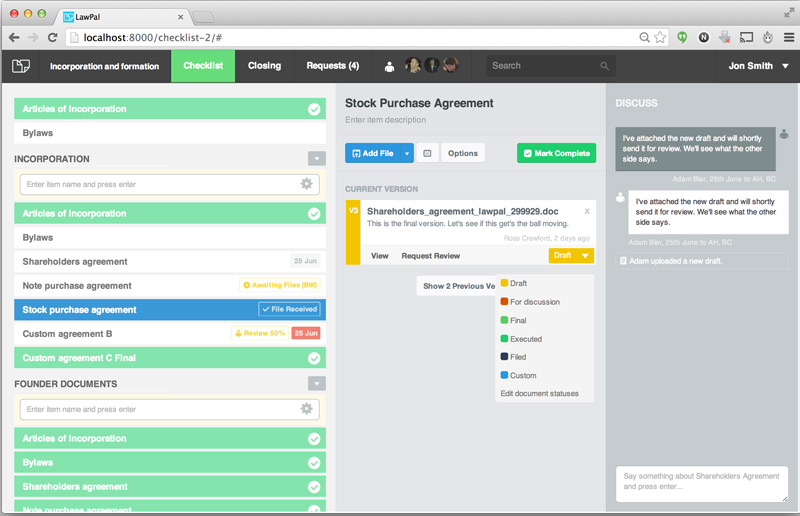 LawPal
localhost:8000/checklist-2/#
Incorporation and formation
Checklist
Closing
Requests (4)
Search
Jon Smith
Articles of Incorporation
Bylaws
INCORPORATION
Enter item name and press enter
Articles of Incorporation
Bylaws
Shareholders agreement
25 Jun
Note purchase agreement
Awaiting Files (BW)
Stock purchase agreement
File Received
Custom agreement B
Review 50%
25 Jun
Custom agreement C Final
FOUNDER DOCUMENTS
Enter item name and press enter
Articles of Incorporation
Bylaws
Shareholders agreement
Note purchase agreement
Stock Purchase Agreement
Enter item description
Add File
Options
Mark Complete
CURRENT VERSION
V3
Shareholders_agreement_lawpal_299929.doc
x
This is the final version. Let's see if this get's the ball moving.
Ross Crawford, 2 days ago
View
Request Review
Draft
Show 2 Previous Ve
Draft
For discussion
Final
Executed
Filed
Custom
Edit document statuses
DISCUSS
I've attached the new draft and will shortly
send it for review. We'll see what the other
side says.
Adam Bier, 25th June to AH, BC
I've attached the new draft and will shortly
send it for review. We'll see what the other
side says.
Adam Bier, 25th June to AH, BC
Adam uploaded a new draft.
Say something about Shareholders Agreement
and press enter...